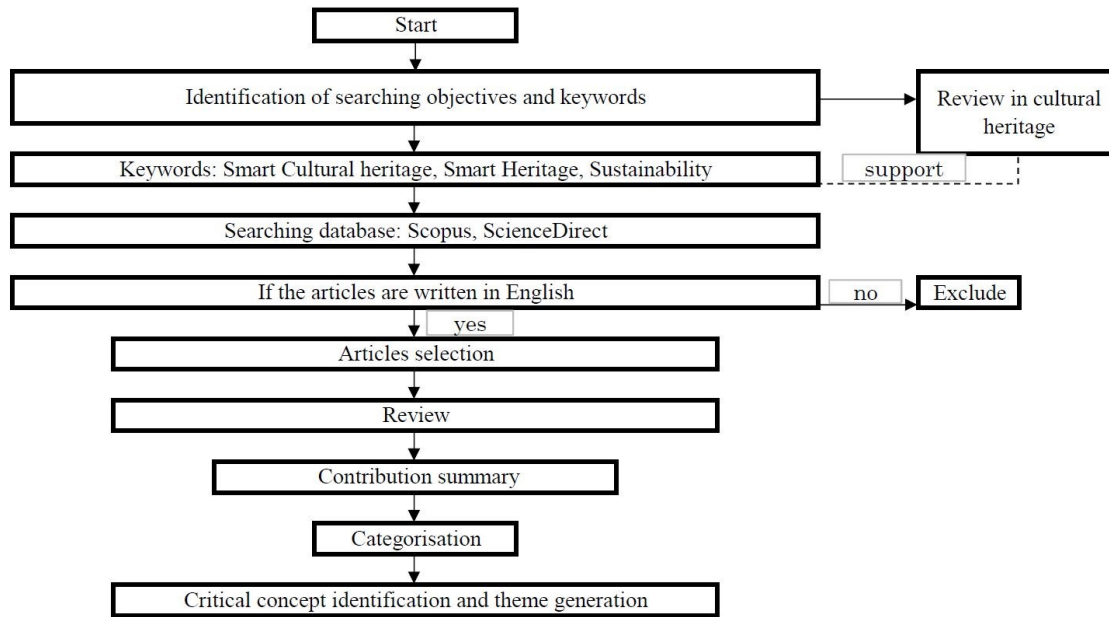 Start
Identification of searching objectives and keywords
Review in cultural
heritage
Keywords: Smart Cultural heritage, Smart Heritage, Sustainability
support
Searching database: Scopus, ScienceDirect
If the articles are written in English
no
Exclude
yes
Articles selection
Review
Contribution summary
Categorisation
Critical concept identification and theme generation